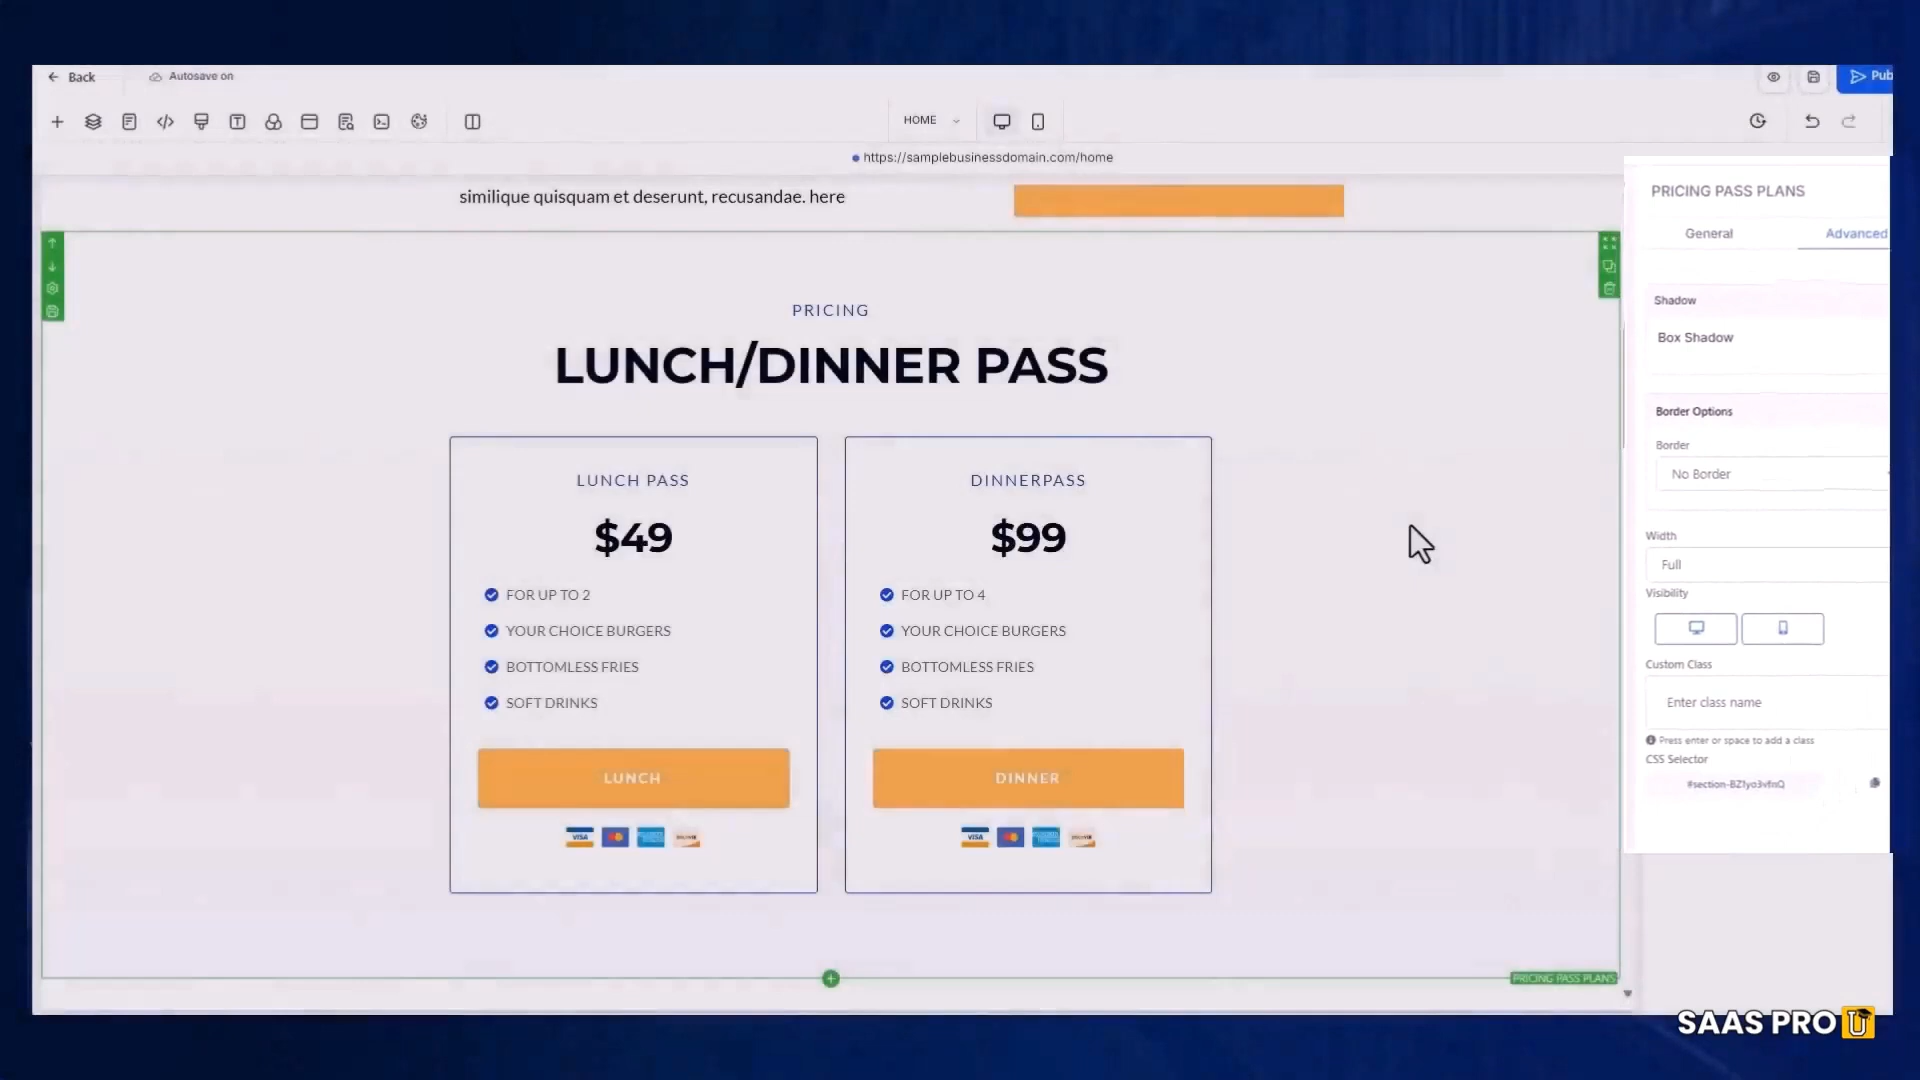 Back
Autosave on
Pub
HOME
https://samplebusinessdomain.com/home
similique quisquam et deserunt, recusandae. here
PRICING
LUNCH/DINNER PASS
LUNCH PASS
$49
FOR UP TO 2
YOUR CHOICE BURGERS
BOTTOMLESS FRIES
SOFT DRINKS
LUNCH
VISA
DINNERPASS
$99
FOR UP TO 4
YOUR CHOICE BURGERS
BOTTOMLESS FRIES
SOFT DRINKS
DINNER
VISA
PRICING PASS PLANS
PRICING PASS PLANS
General
Advanced
Shadow
Box Shadow
Border Options
Border
No Border
Width
Full
Visibility
Custom Class
Enter class name
Press enter or space to add a class
CSS Selector
SAAS PRO U